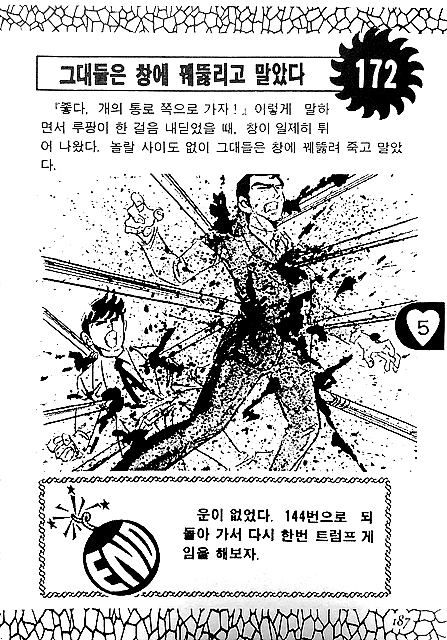 그대들은 창에 꿰뚫리고 말았다
172
『좋다. 개의 통로 쪽으로 가자!』 이렇게 말하
면서 루팡이 한 걸음 내딛었을 때, 창이 일제히 튀
어 나왔다. 놀랄 사이도 없이 그대들은 창에 꿰뚫려 죽고 말았
다.
5
END
운이 없었다. 144번으로 되
돌아 가서 다시 한번 트럼프 게
임을 해보자.
187